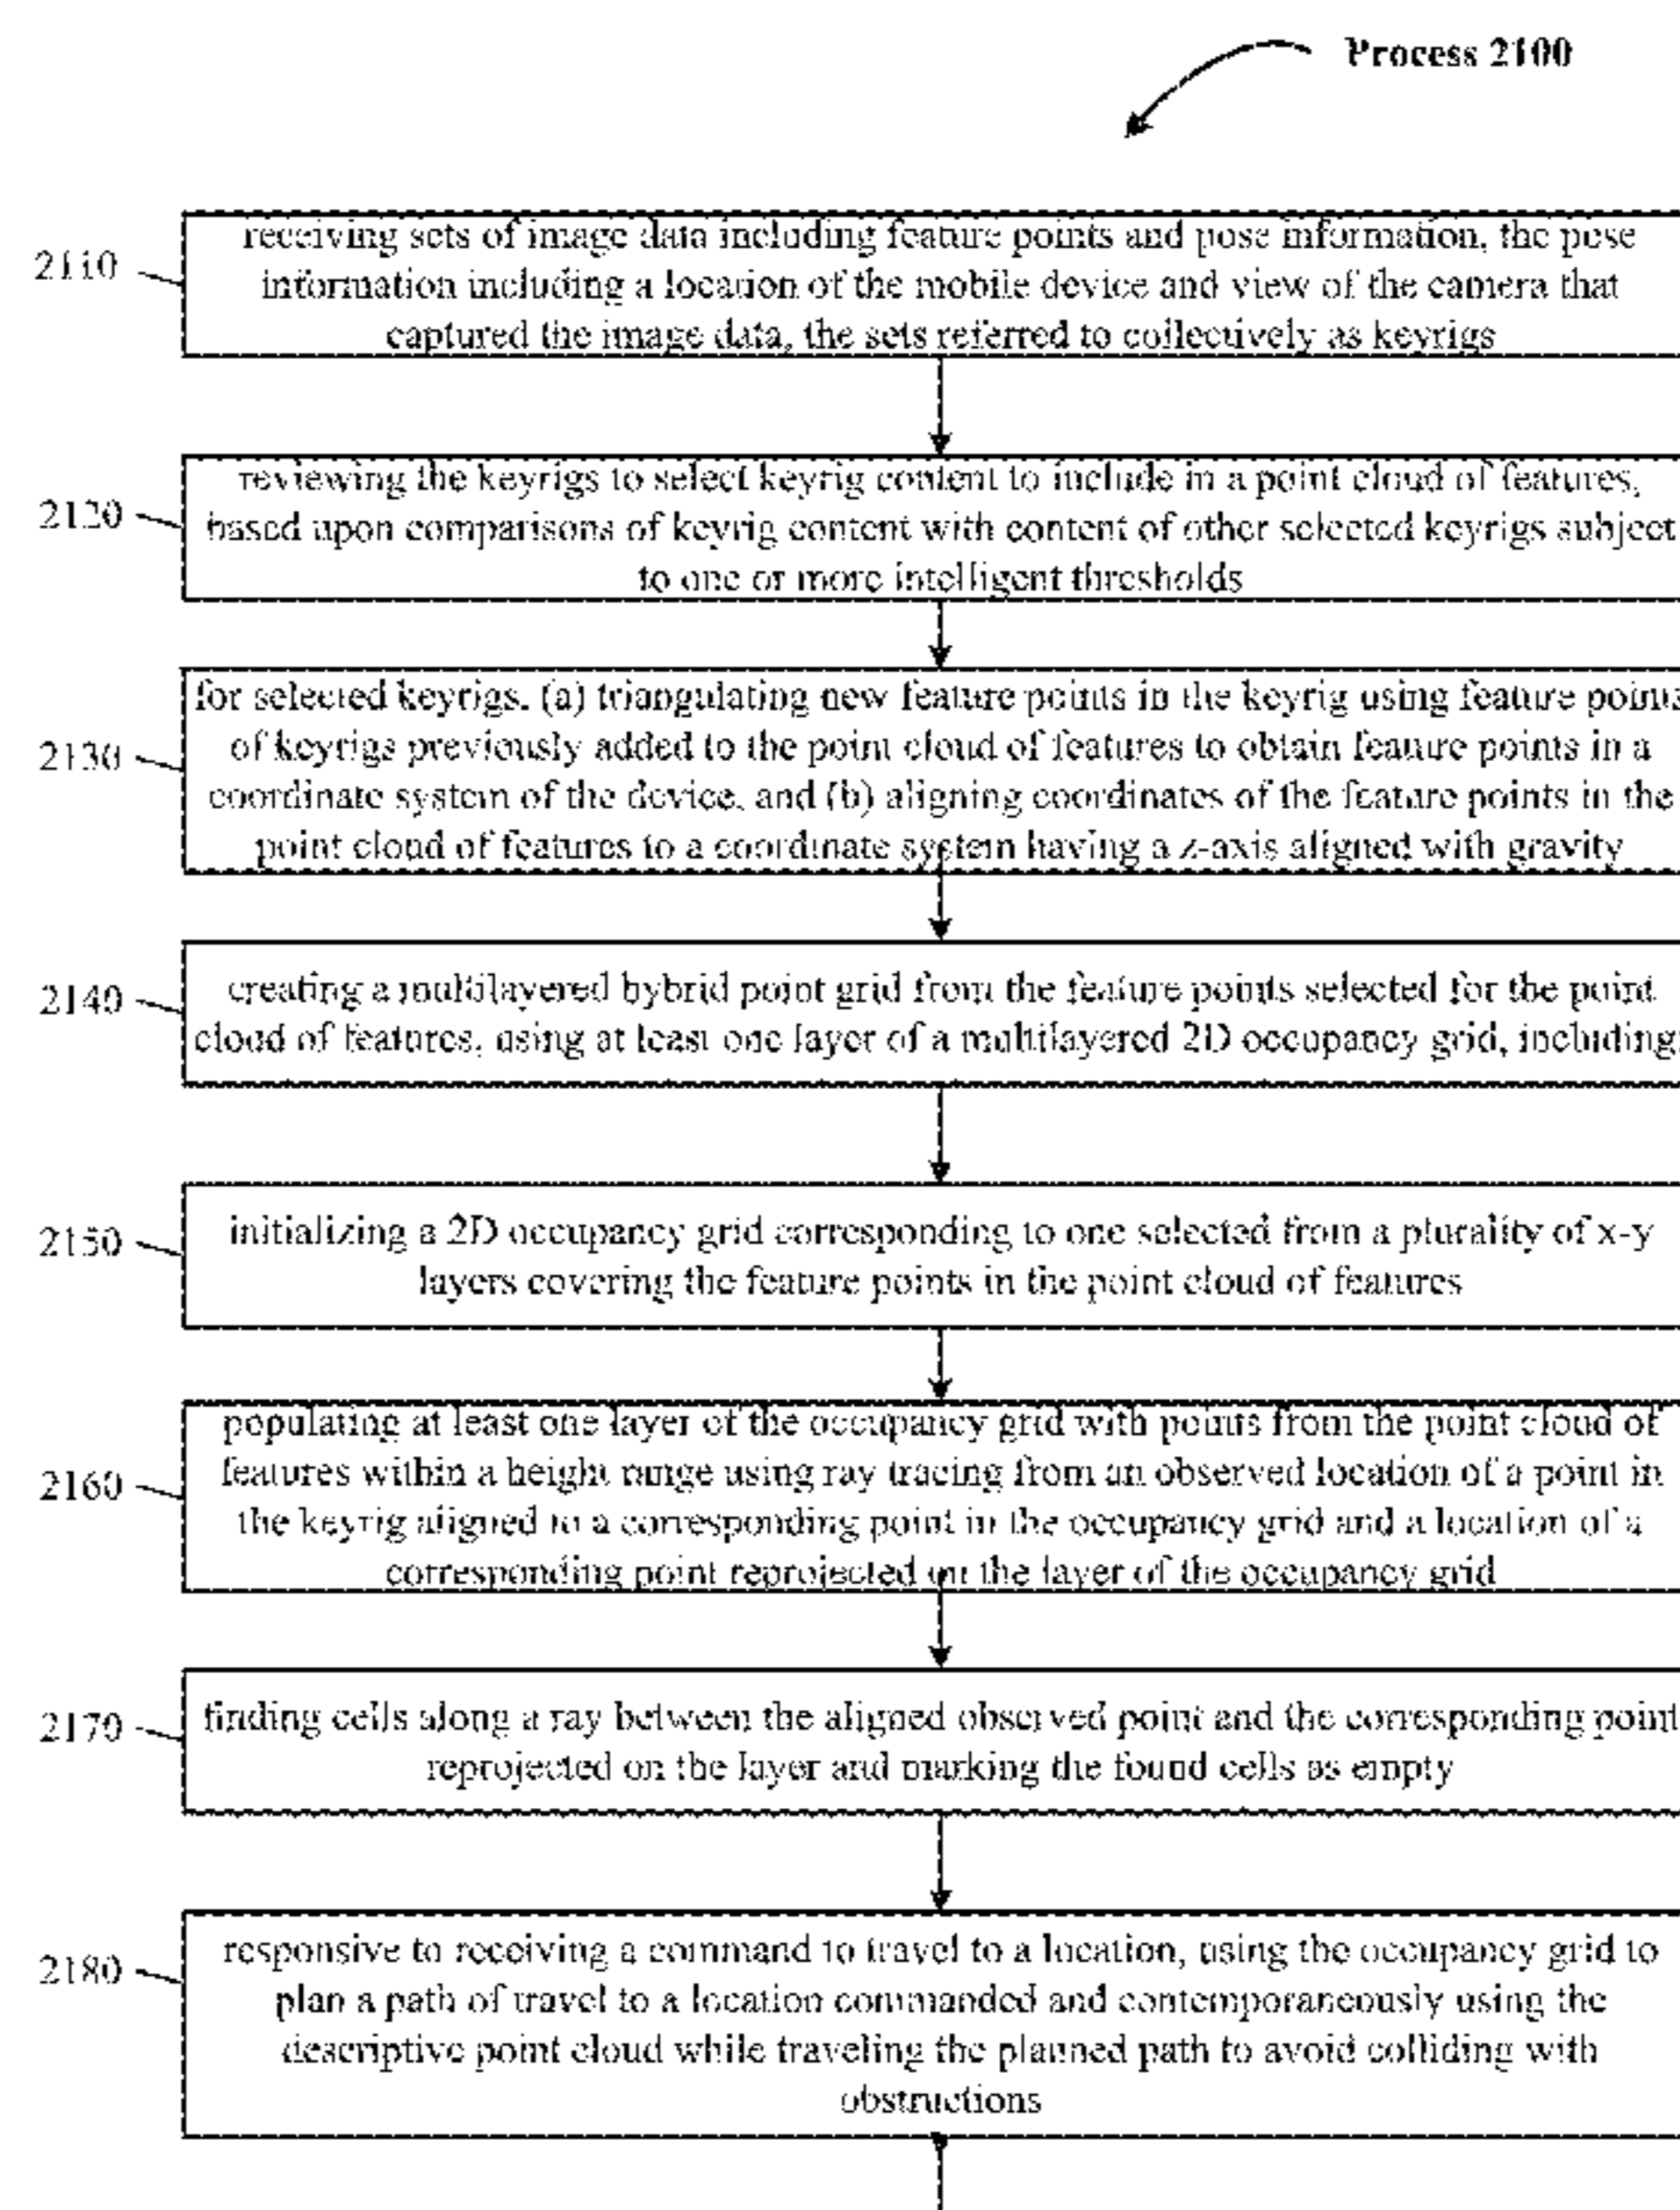 Process 2100
2110
receiving sets of image data including feature points and pose information, the pose
information including a location of the mobile device and view of the camera that
captured the image data, the sets referred to collectively as keyrigs
2120
reviewing the keyrigs to select keyrig content to include in a point cloud of features,
based upon comparisons of keyrig content with content of other selected keyrigs subject
to one or more intelligent thresholds
2130
for selected keyrigs, (a) triangulating new feature points in the keyrig using feature points
of keyrigs previously added to the point cloud of features to obtain feature points in a
coordinate system of the device, and (b) aligning coordinates of the feature points in the
point cloud of features to a coordinate system having a z-axis aligned with gravity
2140
creating a multilayered hybrid point grid from the feature points selected for the point
cloud of features, using at least one layer of a multilayered 2D occupancy grid, including:
2150
initializing a 2D occupancy grid corresponding to one selected from a plurality of x-y
layers covering the feature points in the point cloud of features
2160
populating at least one layer of the occupancy grid with points from the point cloud of
features within a height range using ray tracing from an observed location of a point in
the keyrig aligned to a corresponding point in the occupancy grid and a location of a
corresponding point reprojected on the layer of the occupancy grid
2170
finding cells along a ray between the aligned observed point and the corresponding point
reprojected on the layer and marking the found cells as empty
2180
responsive to receiving a command to travel to a location, using the occupancy grid to
plan a path of travel to a location commanded and contemporaneously using the
descriptive point cloud while traveling the planned path to avoid colliding with
obstructions